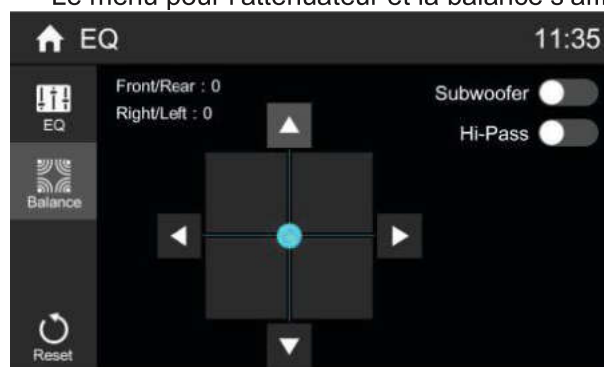 Le menu pour l'atténuateur et la balance s'aff
EQ 11:35
EQ
Balance
Reset
Front/Rear : 0
Right/Left : 0
Subwoofer
Hi-Pass